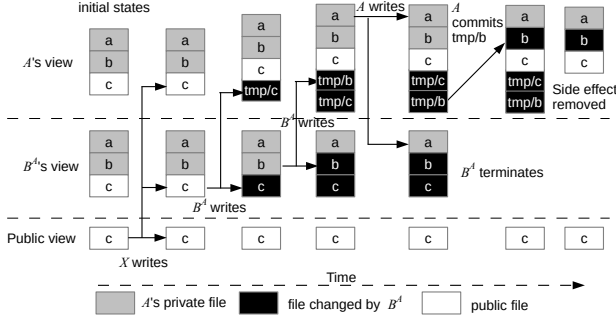 initial states
A writes
A
commits
tmp/b
A's view
a
b
c
a
b
c
a
b
c
tmp/c
a
b
c
tmp/b
tmp/c
a
b
c
tmp/c
tmp/b
a
b
c
tmp/c
tmp/b
a
b
c
Side effect
removed
B^A writes
B^A's view
a
b
c
a
b
c
a
b
c
a
b
c
a
b
c
B^A terminates
B^A writes
Public view
c
c
c
c
c
c
c
X writes
Time
A's private file
file changed by B^A
public file